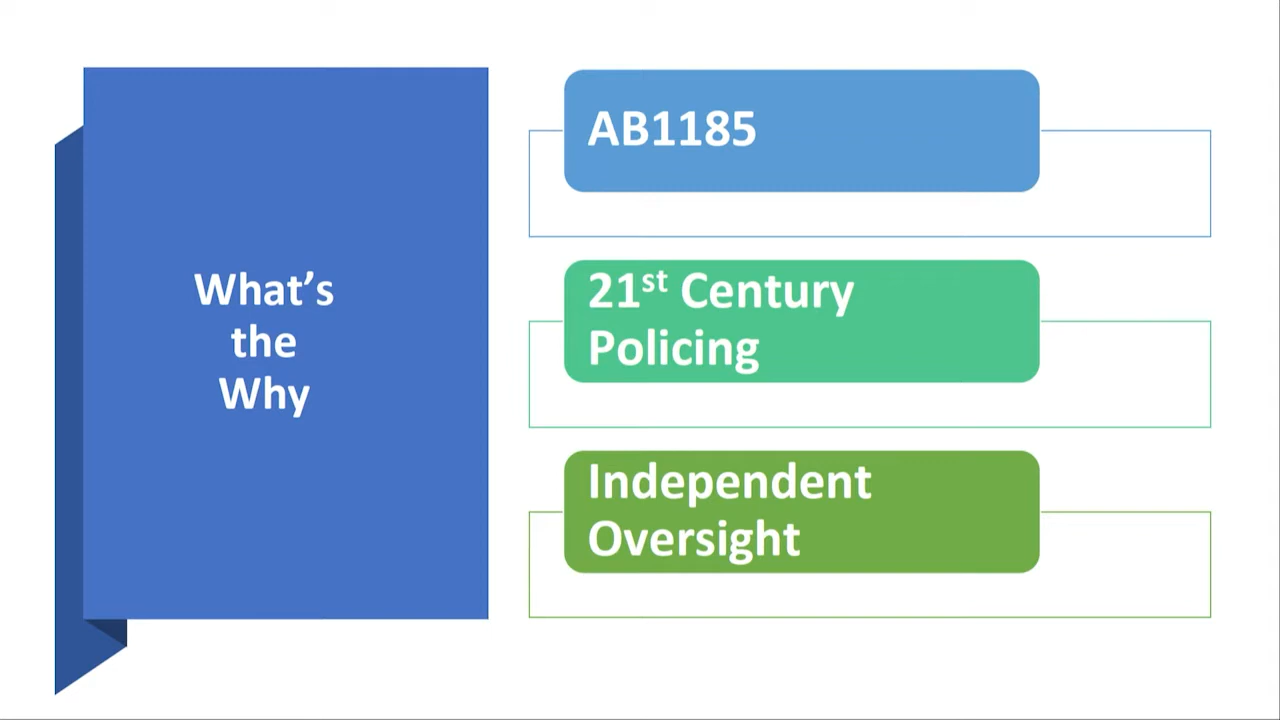 What’s
the
Why
AB1185
21st Century
Policing
Independent
Oversight